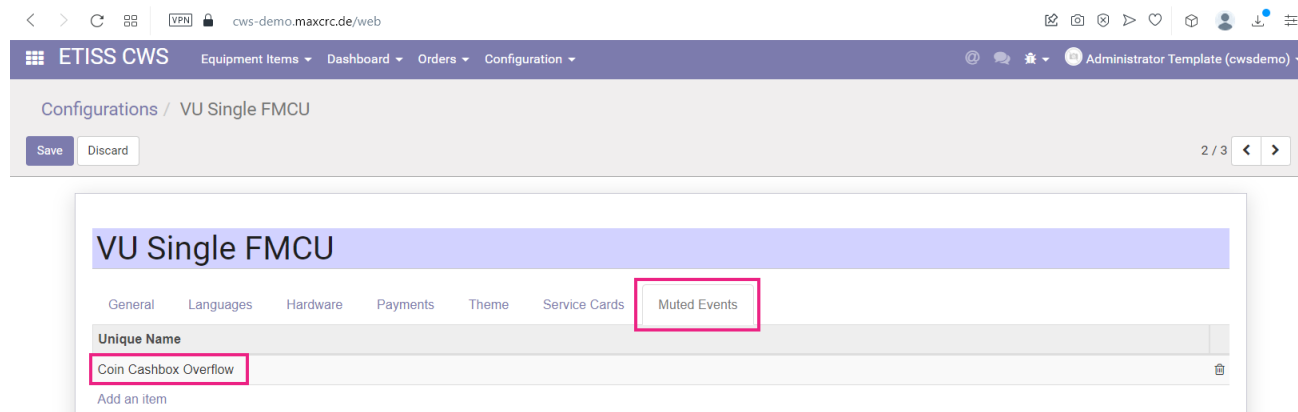 VPN cws-demo.maxcrc.de/web
ETISS CWS Equipment Items Dashboard Orders Configuration @ Administrator Template (cwsdemo)
Configurations / VU Single FMCU
Save Discard 2 / 3
VU Single FMCU
General Languages Hardware Payments Theme Service Cards Muted Events
Unique Name
Coin Cashbox Overflow
Add an item